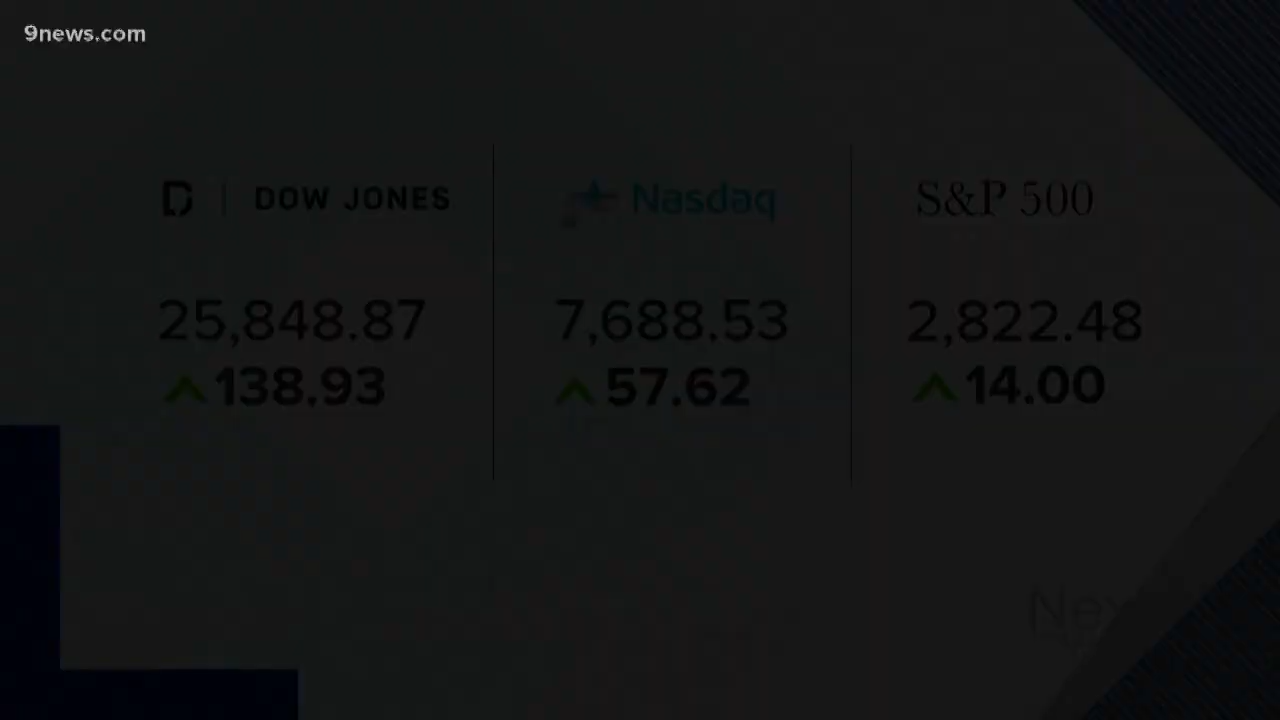 9news.com
DOW JONES
Nasdaq
S&P 500
25,848.87
7,688.53
2,822.48
138.93
57.62
14.00